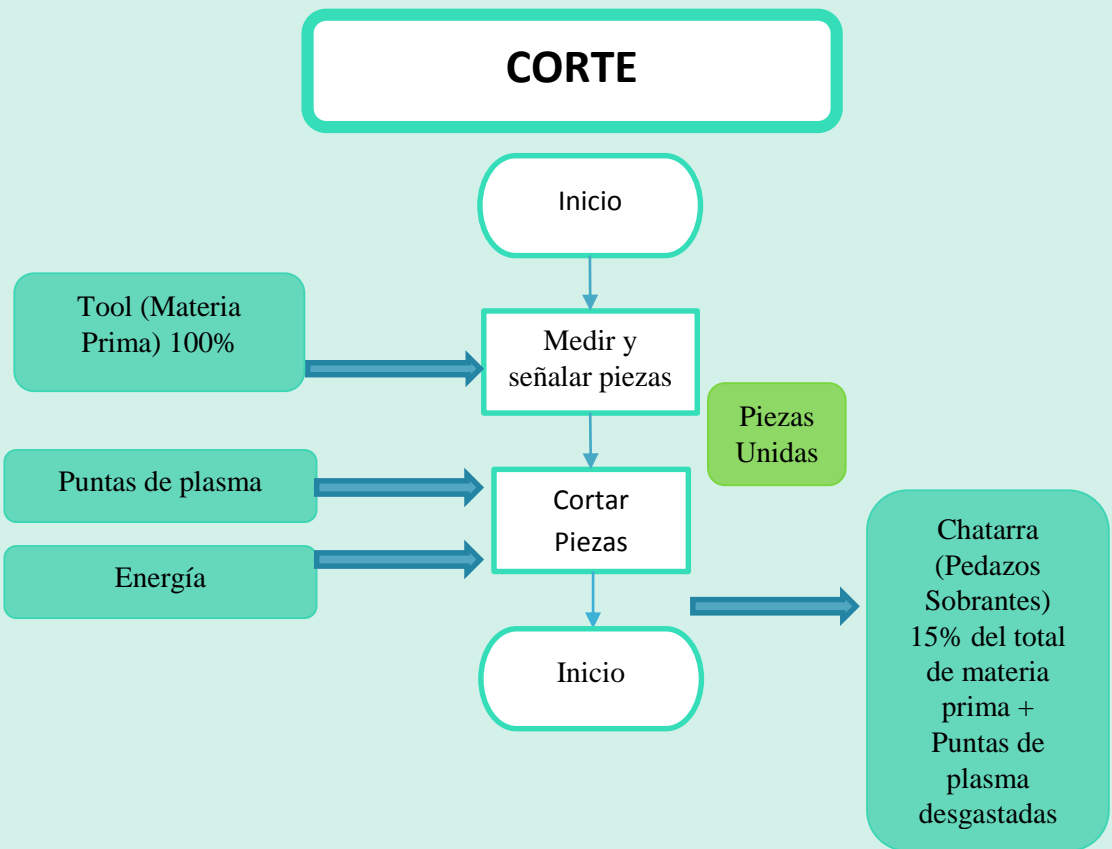 CORTE
Inicio
Tool (Materia
Prima) 100%
Medir y
señalar piezas
Piezas
Unidas
Puntas de plasma
Cortar
Piezas
Energía
Chatarra
(Pedazos
Sobrantes)
15% del total
de materia
prima +
Puntas de
plasma
desgastadas
Inicio